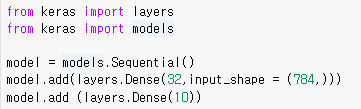 from keras import layers
from keras import models
model = models.Sequential()
model.add(layers.Dense(32,input_shape = (784,)))
model.add (layers.Dense(10))